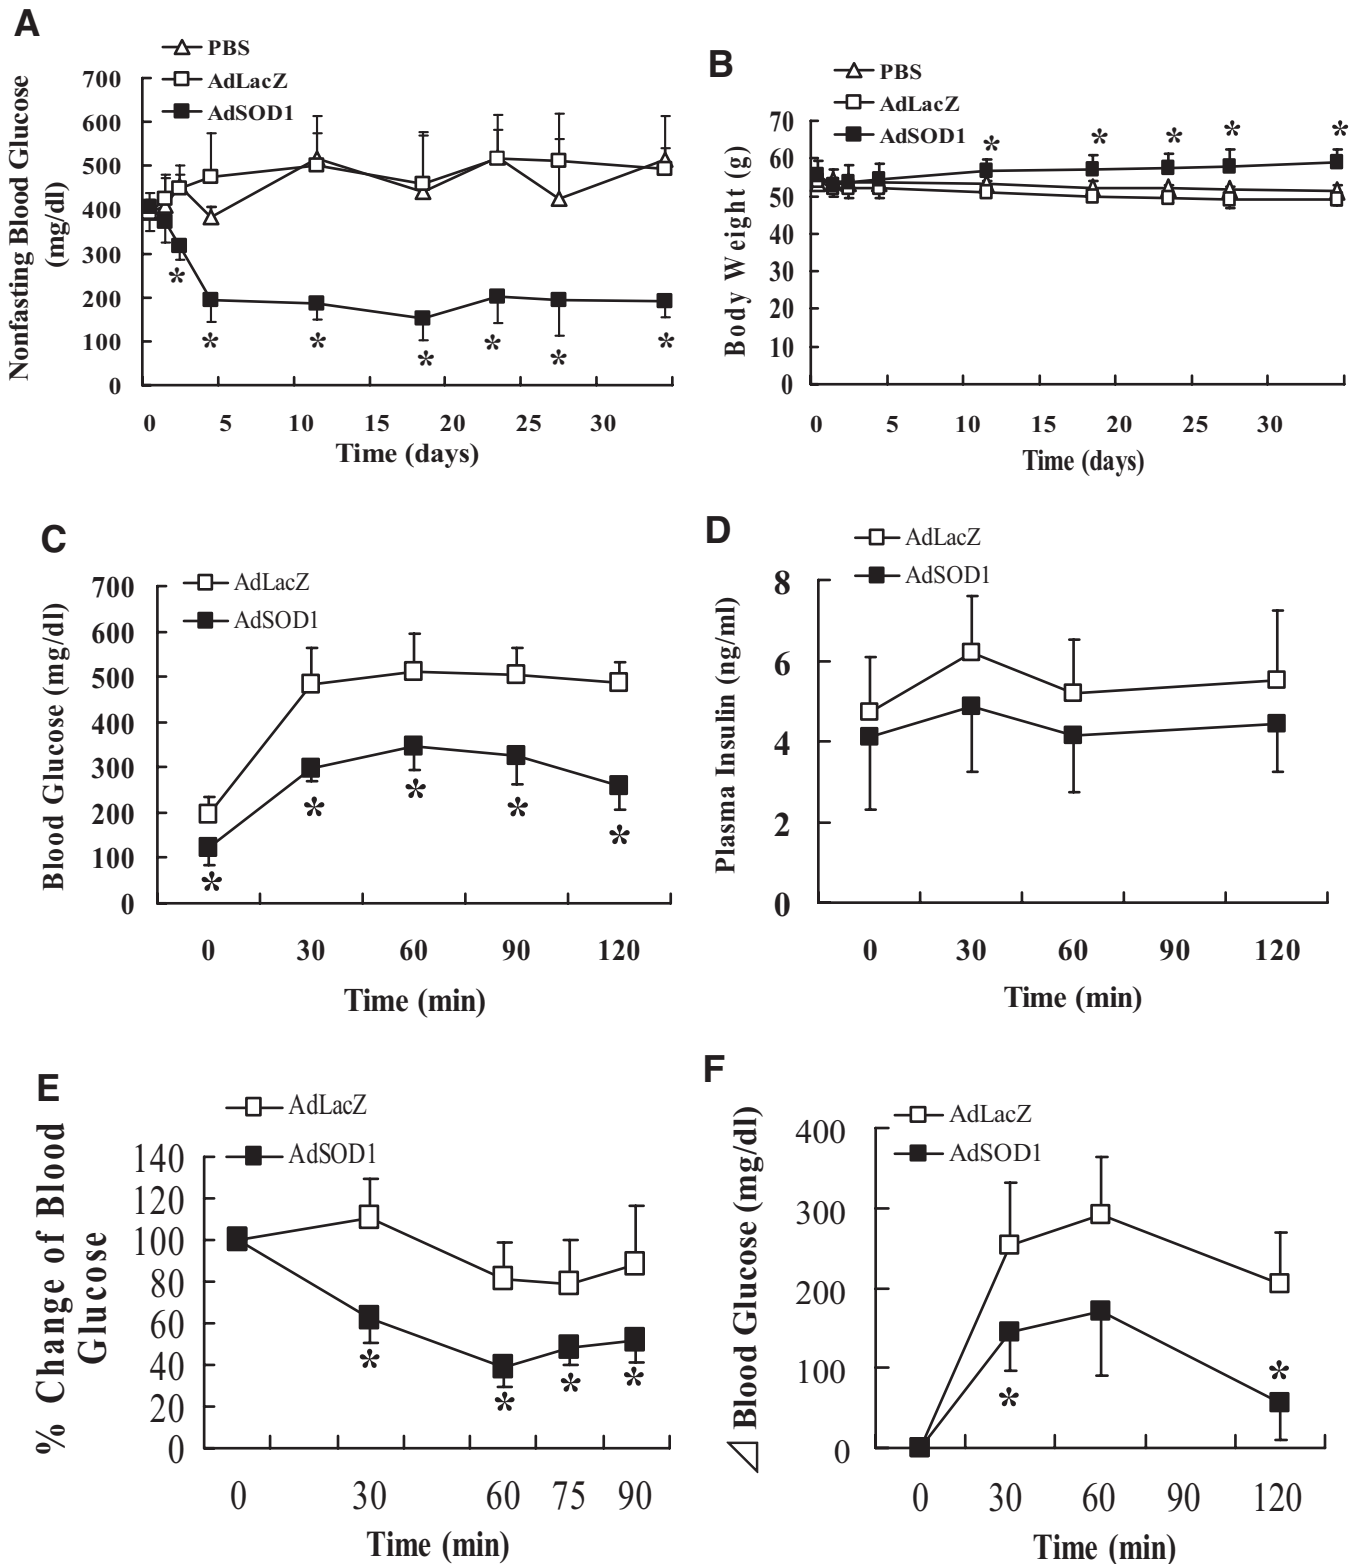 A
PBS
AdLacZ
AdSOD1
Nonfasting Blood Glucose
(mg/dl)
700
600
500
400
300
200
100
0
*
*
*
*
*
*
*
0 5 10 15 20 25 30
Time (days)
B
PBS
AdLacZ
AdSOD1
Body Weight (g)
70
60
50
40
30
20
10
0
* * * * *
0 5 10 15 20 25 30
Time (days)
C
AdLacZ
AdSOD1
Blood Glucose (mg/dl)
700
600
500
400
300
200
100
0
* * * * *
0 30 60 90 120
Time (min)
D
AdLacZ
AdSOD1
Plasma Insulin (ng/ml)
8
6
4
2
0
0 30 60 90 120
Time (min)
E
AdLacZ
AdSOD1
% Change of Blood
Glucose
140
120
100
80
60
40
20
0
* * * *
0 30 60 75 90
Time (min)
F
AdLacZ
AdSOD1
⊿ Blood Glucose (mg/dl)
400
300
200
100
0
* *
0 30 60 90 120
Time (min)